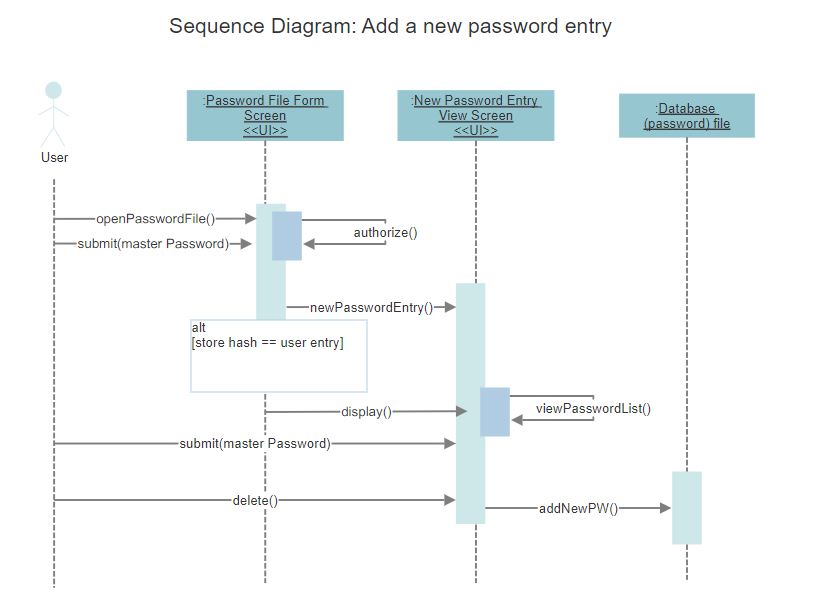 Sequence Diagram: Add a new password entry
:Password File Form
Screen
<<UI>>
:New Password Entry
View Screen
<<UI>>
:Database
(password) file
User
openPasswordFile()
submit(master Password)
authorize()
newPasswordEntry()
alt
[store hash == user entry]
display()
viewPasswordList()
submit(master Password)
delete()
addNewPW()